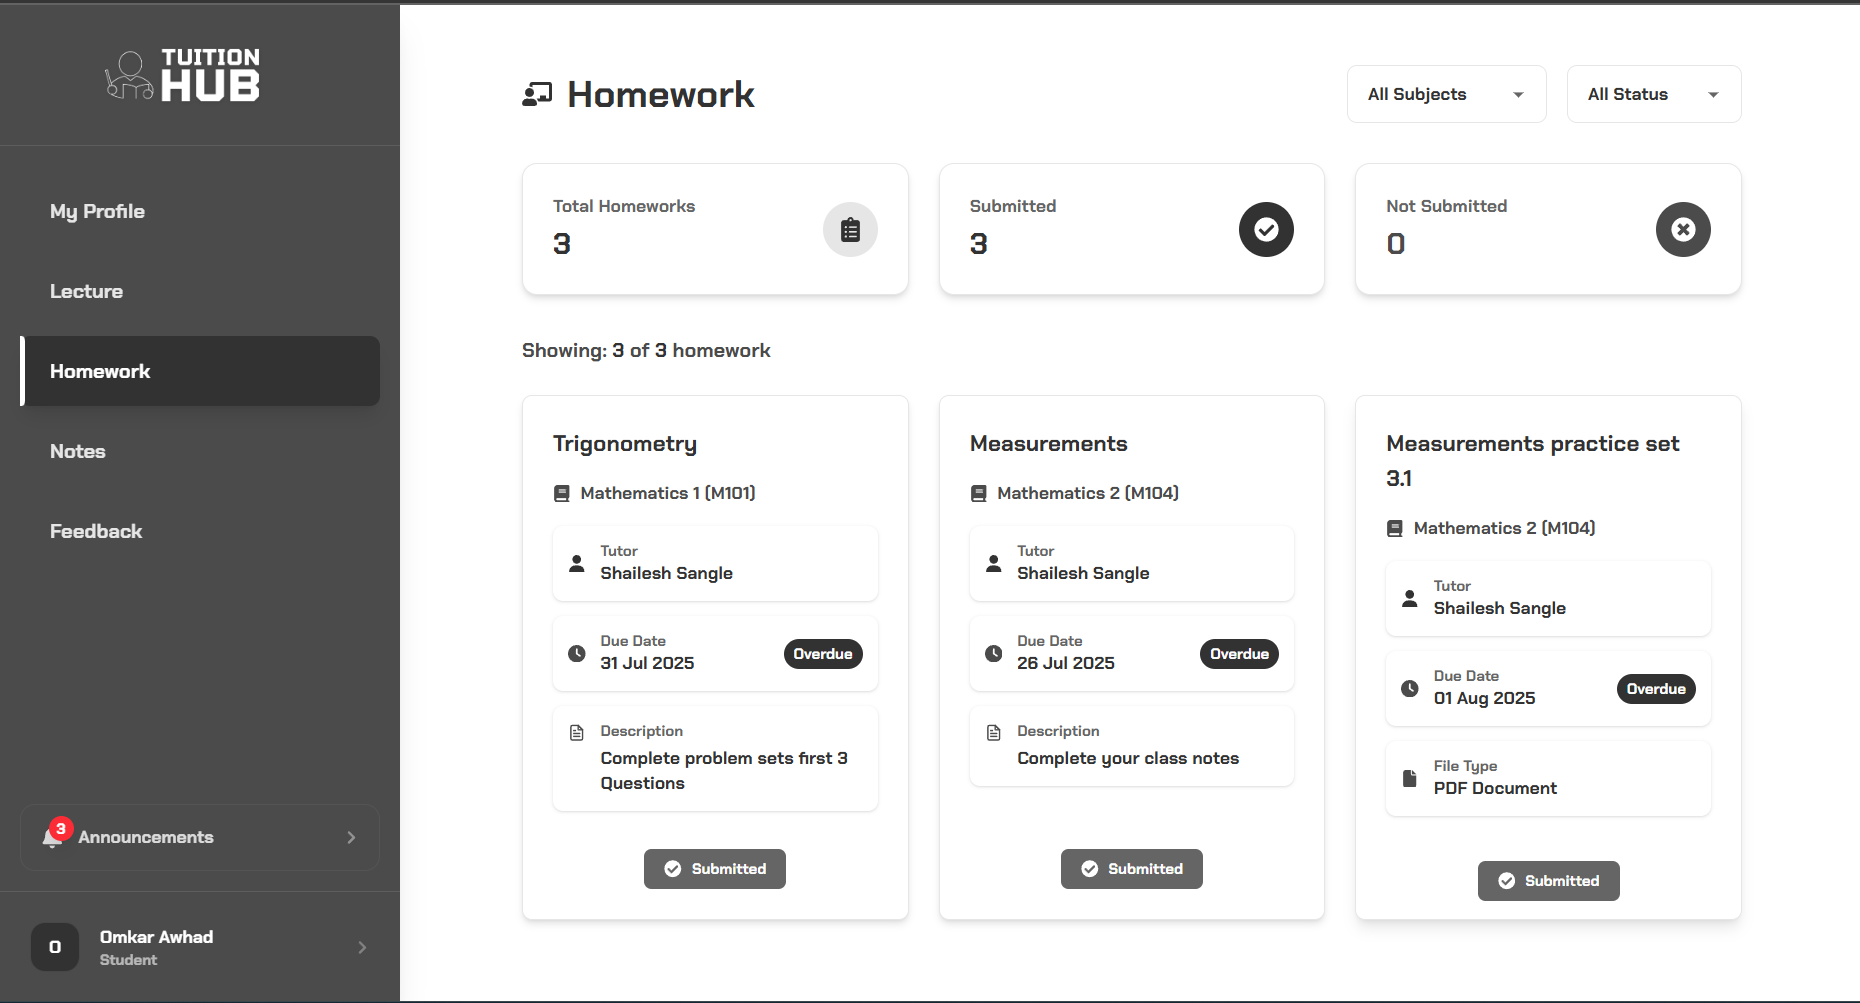 TUITION
HUB
My Profile
Lecture
Homework
Notes
Feedback
3
Announcements
O
Omkar Awhad
Student
Homework
All Subjects
All Status
Total Homeworks
3
Submitted
3
Not Submitted
0
Showing: 3 of 3 homework
Trigonometry
Mathematics 1 (M101)
Tutor
Shailesh Sangle
Due Date
31 Jul 2025
Overdue
Description
Complete problem sets first 3
Questions
Submitted
Measurements
Mathematics 2 (M104)
Tutor
Shailesh Sangle
Due Date
26 Jul 2025
Overdue
Description
Complete your class notes
Submitted
Measurements practice set
3.1
Mathematics 2 (M104)
Tutor
Shailesh Sangle
Due Date
01 Aug 2025
Overdue
File Type
PDF Document
Submitted